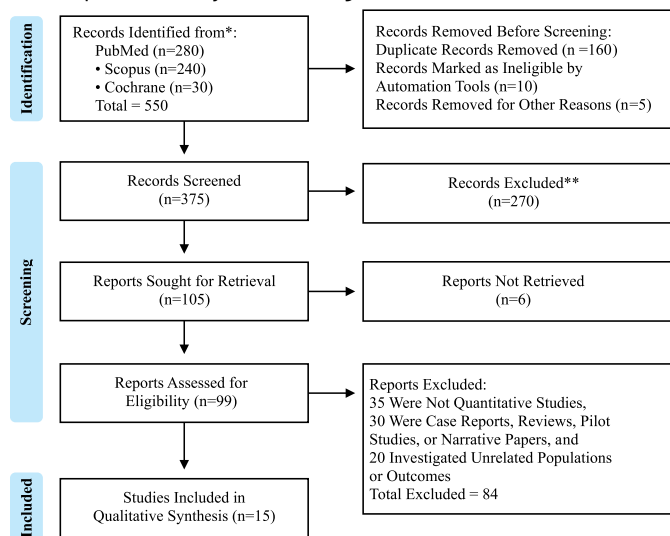 Identification
Records Identified from*:
PubMed (n=280)
• Scopus (n=240)
• Cochrane (n=30)
Total = 550
Records Removed Before Screening:
Duplicate Records Removed (n =160)
Records Marked as Ineligible by
Automation Tools (n=10)
Records Removed for Other Reasons (n=5)
Screening
Records Screened
(n=375)
Records Excluded**
(n=270)
Reports Sought for Retrieval
(n=105)
Reports Not Retrieved
(n=6)
Reports Assessed for
Eligibility (n=99)
Reports Excluded:
35 Were Not Quantitative Studies,
30 Were Case Reports, Reviews, Pilot
Studies, or Narrative Papers, and
20 Investigated Unrelated Populations
or Outcomes
Total Excluded = 84
Included
Studies Included in
Qualitative Synthesis (n=15)